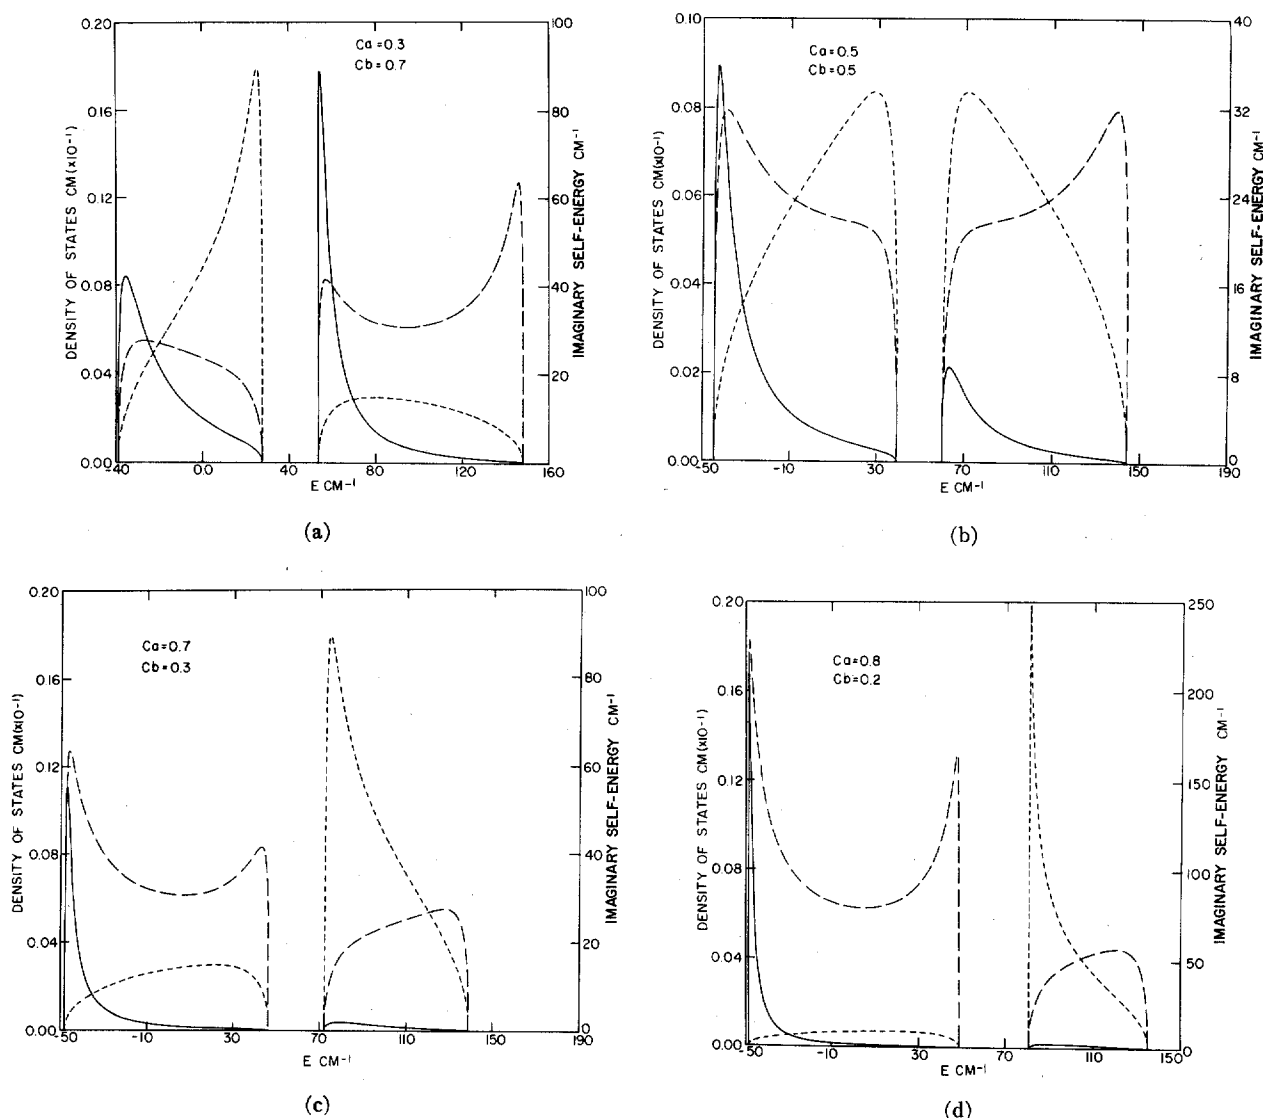 0.20
0.16
0.12
0.08
0.04
0.00
DENSITY OF STATES CM(x10⁻¹)
Ca=0.3
Cb=0.7
100
80
60
40
20
0
IMAGINARY SELF-ENERGY CM⁻¹
-40 0.0 40 80 120 160
E CM⁻¹
(a)
0.10
0.08
0.06
0.04
0.02
0.00
DENSITY OF STATES CM(x10⁻¹)
Ca=0.5
Cb=0.5
40
32
24
16
8
0
IMAGINARY SELF-ENERGY CM⁻¹
-50 -10 30 70 110 150 190
E CM⁻¹
(b)
0.20
0.16
0.12
0.08
0.04
0.00
DENSITY OF STATES CM(x10⁻¹)
Ca=0.7
Cb=0.3
100
80
60
40
20
0
IMAGINARY SELF-ENERGY CM⁻¹
-50 -10 30 70 110 150 190
E CM⁻¹
(c)
0.20
0.16
0.12
0.08
0.04
0.00
DENSITY OF STATES CM(x10⁻¹)
Ca=0.8
Cb=0.2
250
200
150
100
50
0
IMAGINARY SELF-ENERGY CM⁻¹
-50 -10 30 70 110 150
E CM⁻¹
(d)